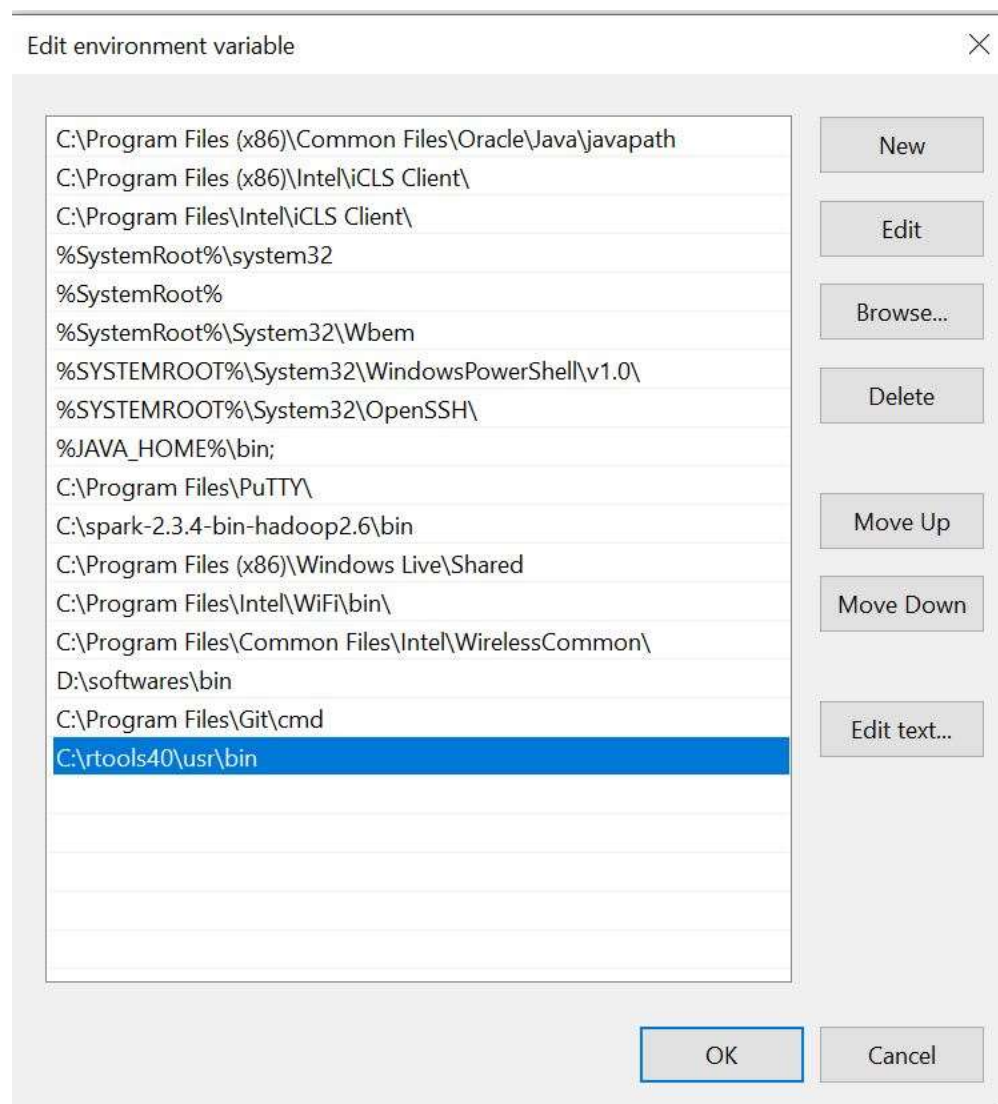 Edit environment variable
C:\Program Files (x86)\Common Files\Oracle\Java\javapath
C:\Program Files (x86)\Intel\iCLS Client\
C:\Program Files\Intel\iCLS Client\
%SystemRoot%\system32
%SystemRoot%
%SystemRoot%\System32\Wbem
%SYSTEMROOT%\System32\WindowsPowerShell\v1.0\
%SYSTEMROOT%\System32\OpenSSH\
%JAVA_HOME%\bin;
C:\Program Files\PuTTY\
C:\spark-2.3.4-bin-hadoop2.6\bin
C:\Program Files (x86)\Windows Live\Shared
C:\Program Files\Intel\WiFi\bin\
C:\Program Files\Common Files\Intel\WirelessCommon\
D:\softwares\bin
C:\Program Files\Git\cmd
C:\rtools40\usr\bin
New
Edit
Browse...
Delete
Move Up
Move Down
Edit text...
OK
Cancel